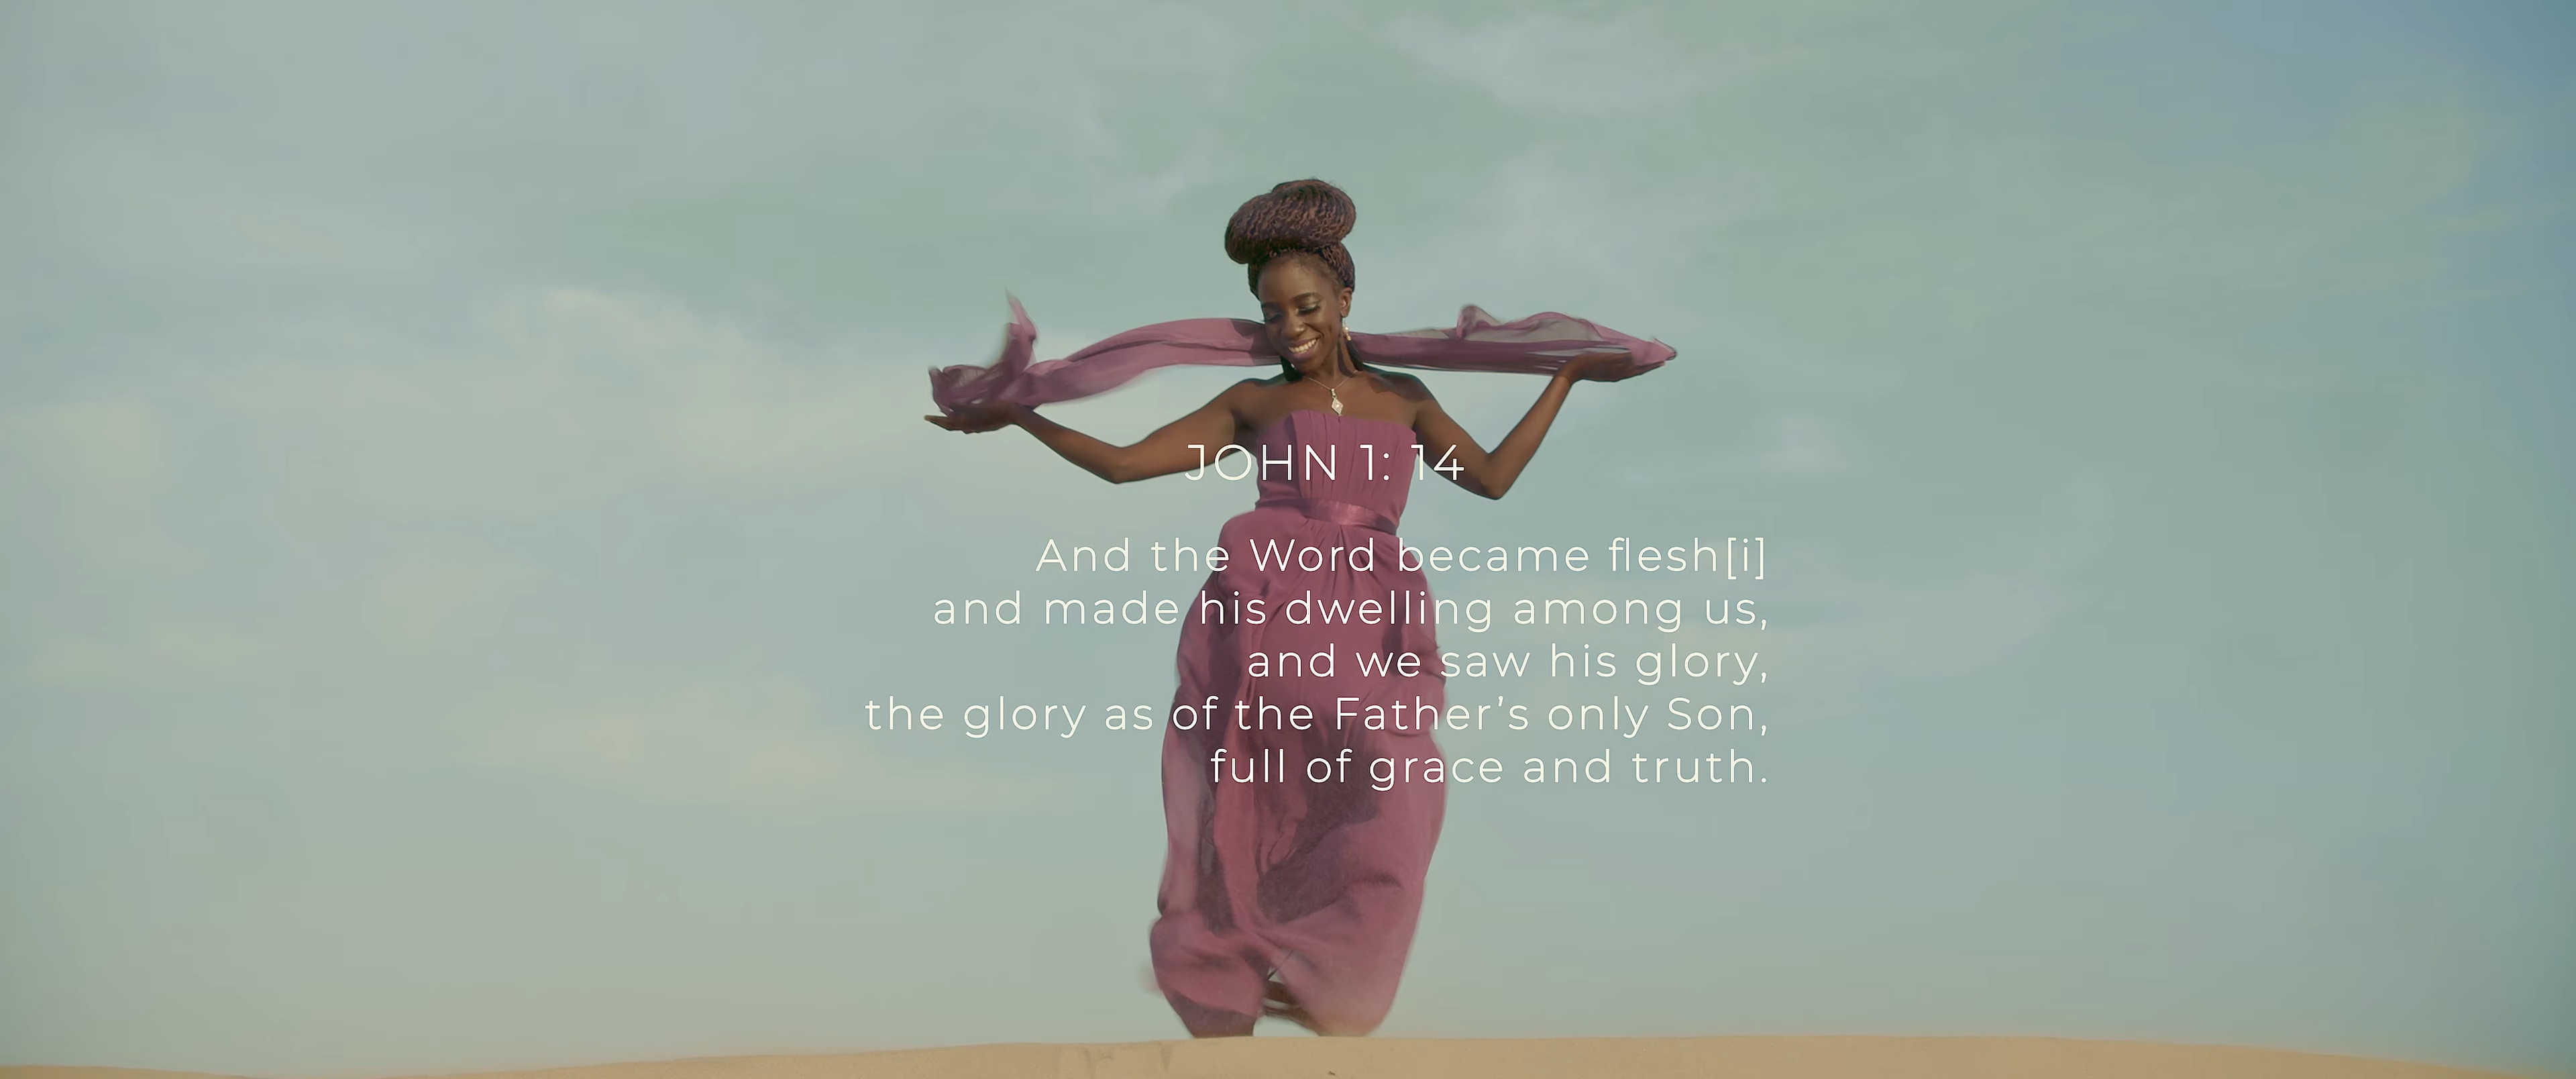 JOHN 1: 14
And the Word became flesh[i]
and made his dwelling among us,
and we saw his glory,
the glory as of the Father’s only Son,
full of grace and truth.